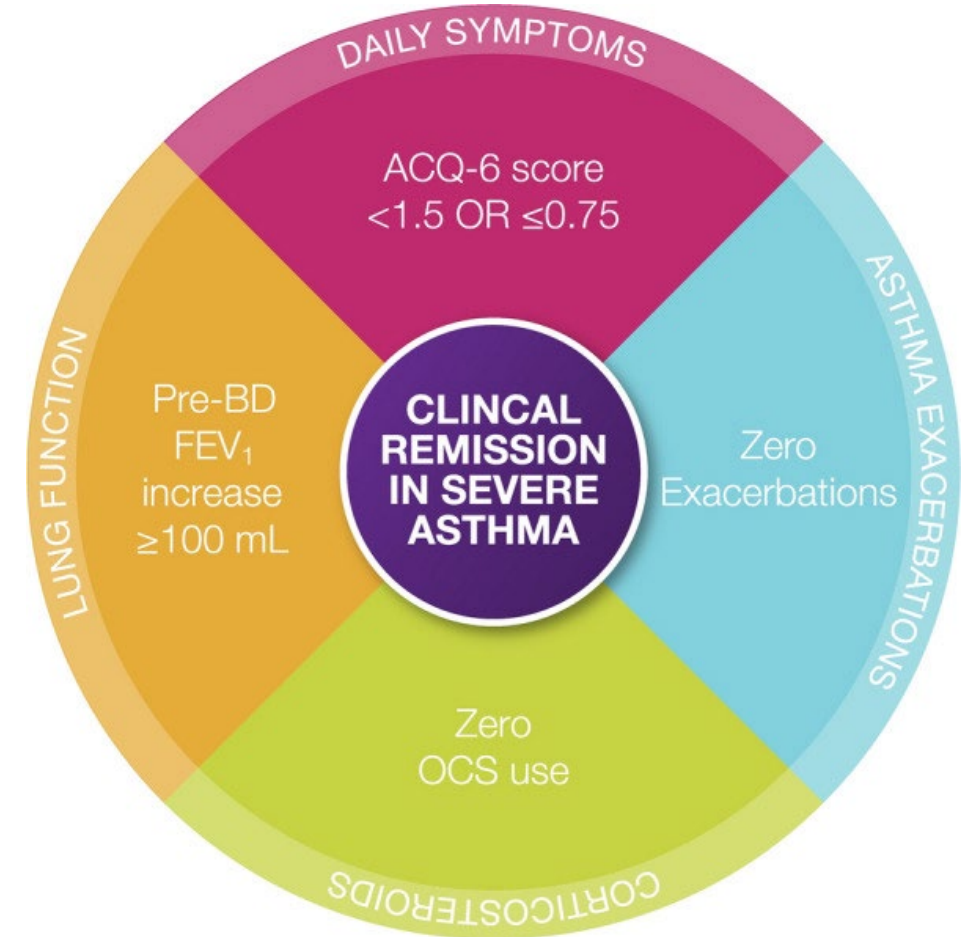 DAILY SYMPTOMS
ACQ-6 score
<1.5 OR ≤0.75
ASTHMA EXACERBATIONS
Zero
Exacerbations
CORTICOSTEROIDS
Zero
OCS use
LUNG FUNCTION
Pre-BD
FEV₁
increase
≥100 mL
CLINCAL
REMISSION
IN SEVERE
ASTHMA